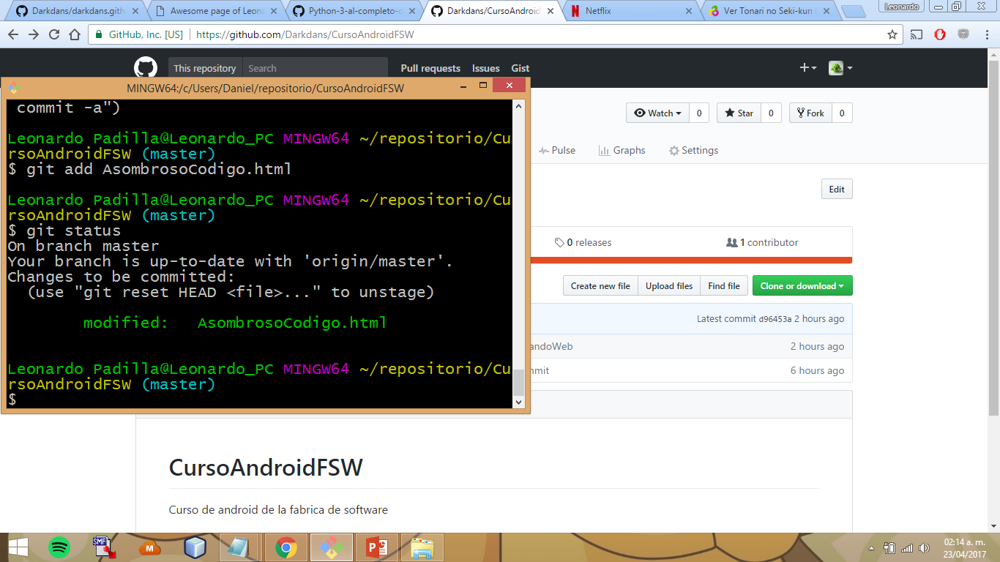 Darkdans/darkdans.gith
Awesome page of Leona
Python-3-al-completo-d
Darkdans/CursoAndroid
Netflix
Ver Tonari no Seki-kun
Leonardo
GitHub, Inc. [US]
https://github.com/Darkdans/CursoAndroidFSW
This repository
Search
Pull requests
Issues
Gist
MINGW64:/c/Users/Daniel/repositorio/CursoAndroidFSW
commit -a")
Leonardo Padilla@Leonardo_PC MINGW64 ~/repositorio/Cu
rsoAndroidFSW (master)
$ git add AsombrosoCodigo.html
Leonardo Padilla@Leonardo_PC MINGW64 ~/repositorio/Cu
rsoAndroidFSW (master)
$ git status
On branch master
Your branch is up-to-date with 'origin/master'.
Changes to be committed:
(use "git reset HEAD <file>..." to unstage)
modified: AsombrosoCodigo.html
Leonardo Padilla@Leonardo_PC MINGW64 ~/repositorio/Cu
rsoAndroidFSW (master)
$
Watch 0
Star 0
Fork 0
Pulse
Graphs
Settings
Edit
0 releases
1 contributor
Create new file
Upload files
Find file
Clone or download
Latest commit d96453a 2 hours ago
andoWeb
2 hours ago
nmit
6 hours ago
CursoAndroidFSW
Curso de android de la fabrica de software
SMF
M
02:14 a. m.
23/04/2017